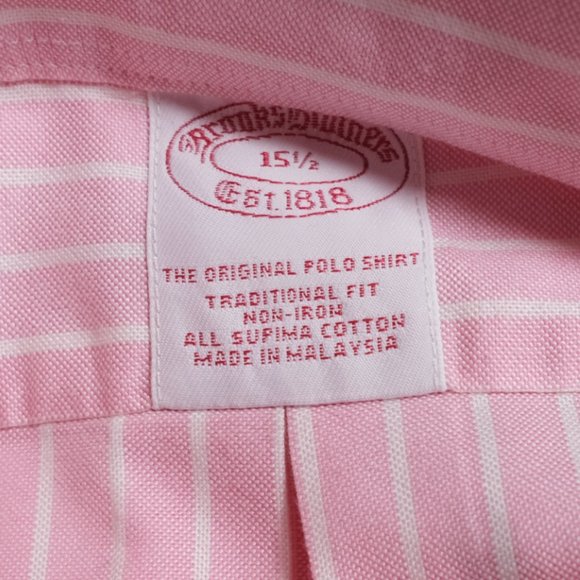 Brooks Brothers
15½
Est. 1818
THE ORIGINAL POLO SHIRT
TRADITIONAL FIT
NON-IRON
ALL SUPIMA COTTON
MADE IN MALAYSIA